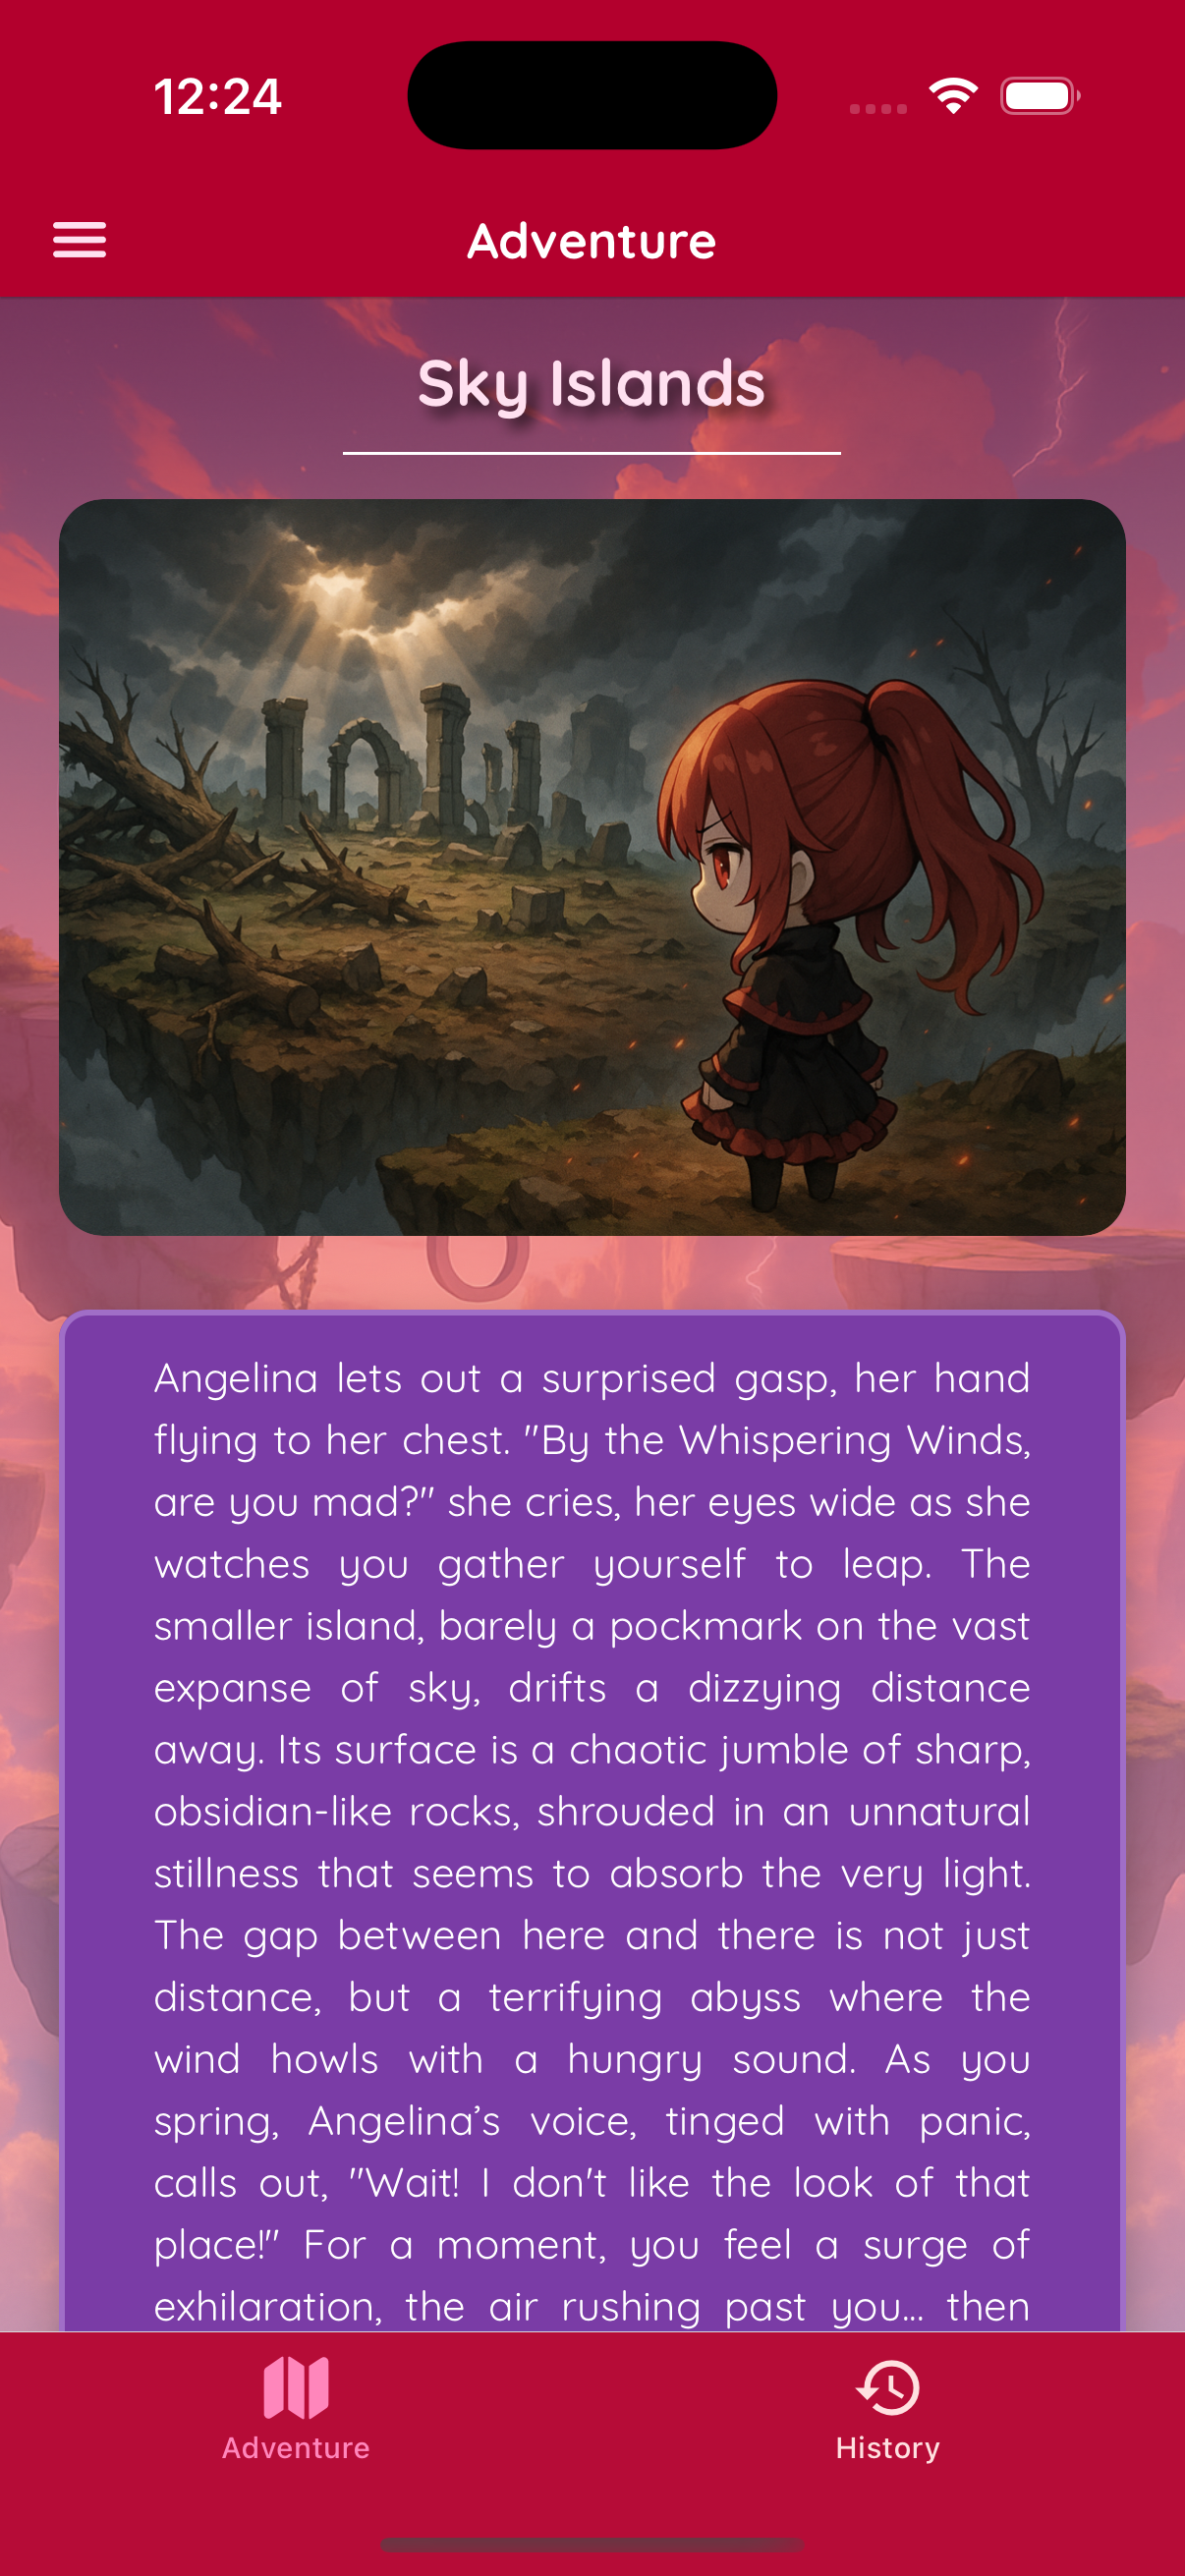 12:24
Adventure
Sky Islands
Angelina lets out a surprised gasp, her hand
flying to her chest. "By the Whispering Winds,
are you mad?" she cries, her eyes wide as she
watches you gather yourself to leap. The
smaller island, barely a pockmark on the vast
expanse of sky, drifts a dizzying distance
away. Its surface is a chaotic jumble of sharp,
obsidian-like rocks, shrouded in an unnatural
stillness that seems to absorb the very light.
The gap between here and there is not just
distance, but a terrifying abyss where the
wind howls with a hungry sound. As you
spring, Angelina’s voice, tinged with panic,
calls out, "Wait! I don't like the look of that
place!" For a moment, you feel a surge of
exhilaration, the air rushing past you... then
Adventure
History